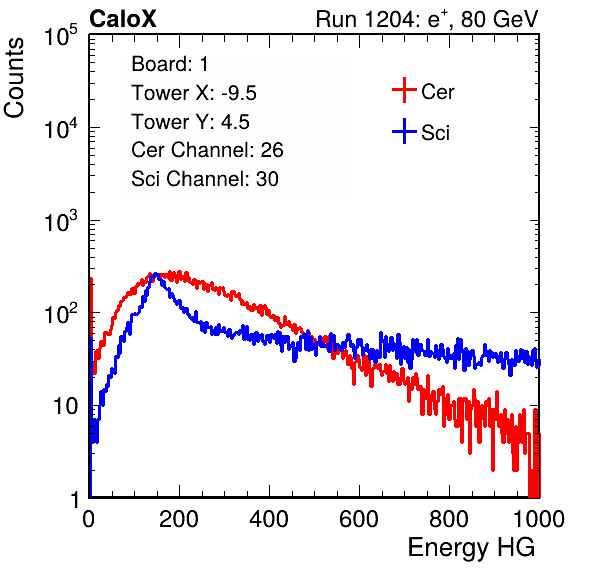 CaloX
Run 1204: e+, 80 GeV
Counts
10^5
10^4
10^3
10^2
10
1
Board: 1
Tower X: -9.5
Tower Y: 4.5
Cer Channel: 26
Sci Channel: 30
Cer
Sci
0 200 400 600 800 1000
Energy HG